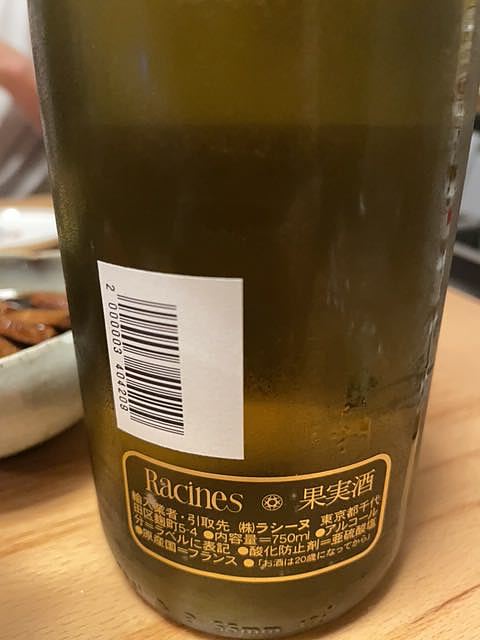 2 000003 404209
Racines 果実酒
輸入業者・引取先 ㈱ラシーヌ 東京都千代
田区麹町5-4 ●内容量=750ml ●アルコール
分=ラベルに表記 ●酸化防止剤=亜硫酸塩
●原産国=フランス ●「お酒は20歳になってから」